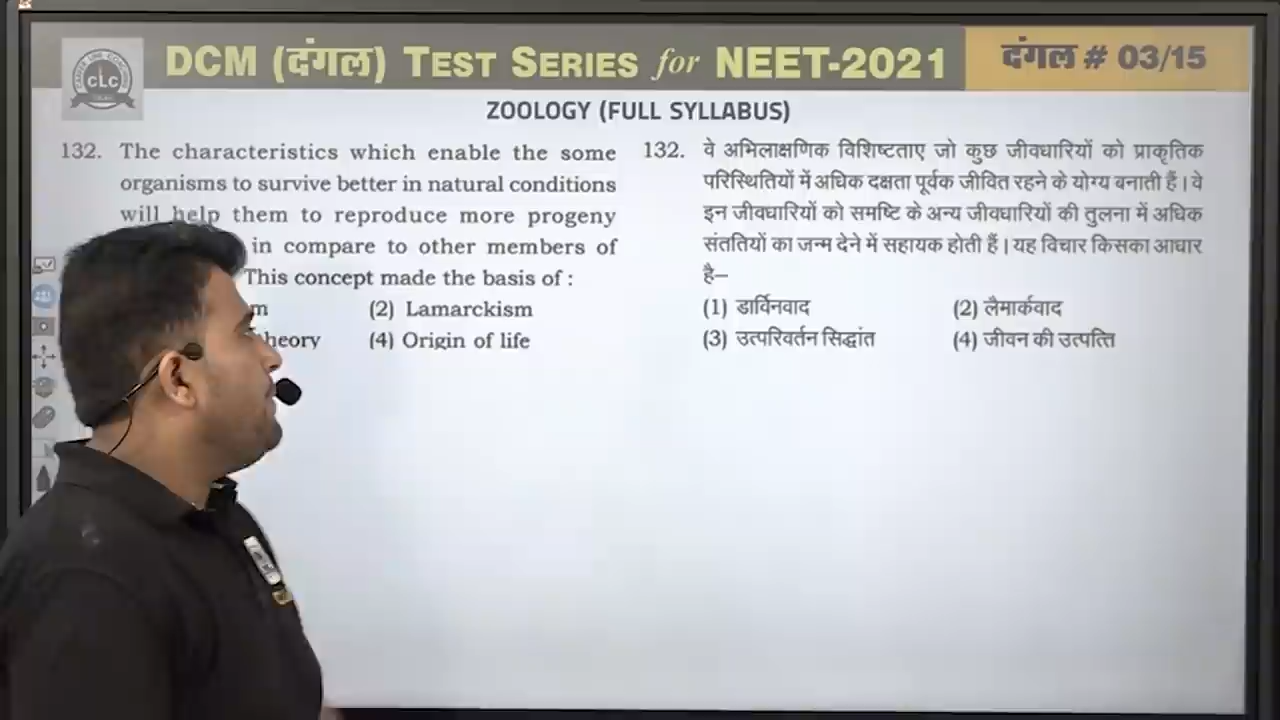 DCM (दंगल) TEST SERIES for NEET-2021
दंगल # 03/15
CLC
ZOOLOGY (FULL SYLLABUS)
132. The characteristics which enable the some
organisms to survive better in natural conditions
will help them to reproduce more progeny
in compare to other members of
This concept made the basis of :
(2) Lamarckism
heory (4) Origin of life
132. वे अभिलाक्षणिक विशिष्टताए जो कुछ जीवधारियों को प्राकृतिक
परिस्थितियों में अधिक दक्षता पूर्वक जीवित रहने के योग्य बनाती हैं। वे
इन जीवधारियों को समष्टि के अन्य जीवधारियों की तुलना में अधिक
संततियों का जन्म देने में सहायक होती हैं। यह विचार किसका आधार
है–
(1) डार्विनवाद (2) लैमार्कवाद
(3) उत्परिवर्तन सिद्धांत (4) जीवन की उत्पत्ति